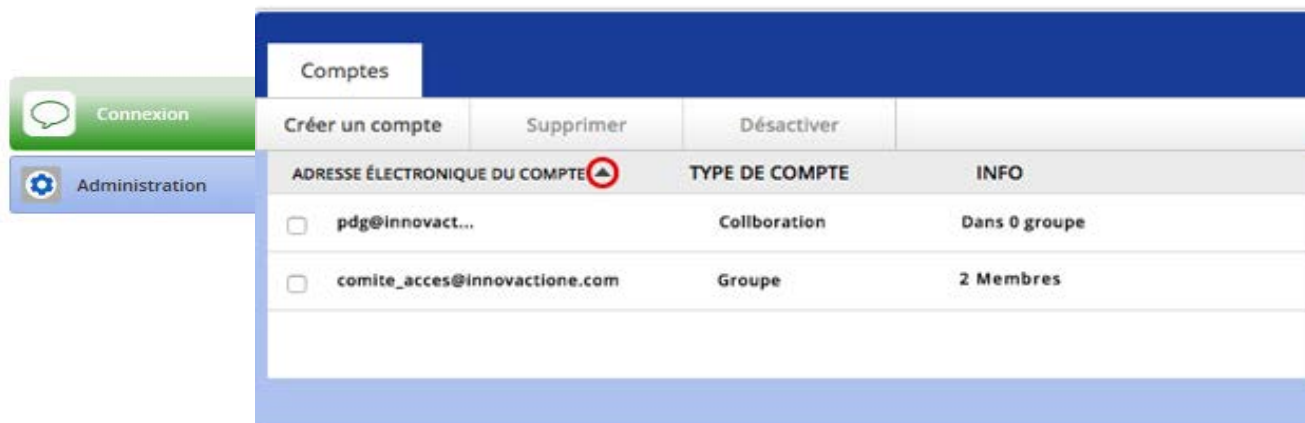 Comptes
Connexion
Créer un compte Supprimer Désactiver
ADRESSE ÉLECTRONIQUE DU COMPTE TYPE DE COMPTE INFO
Administration
pdg@innovact... Collboration Dans 0 groupe
comite_acces@innovactione.com Groupe 2 Membres